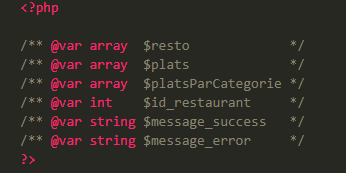 <?php
/** @var array  $resto            */
/** @var array  $plats            */
/** @var array  $platsParCategorie */
/** @var int    $id_restaurant     */
/** @var string $message_success   */
/** @var string $message_error     */
?>